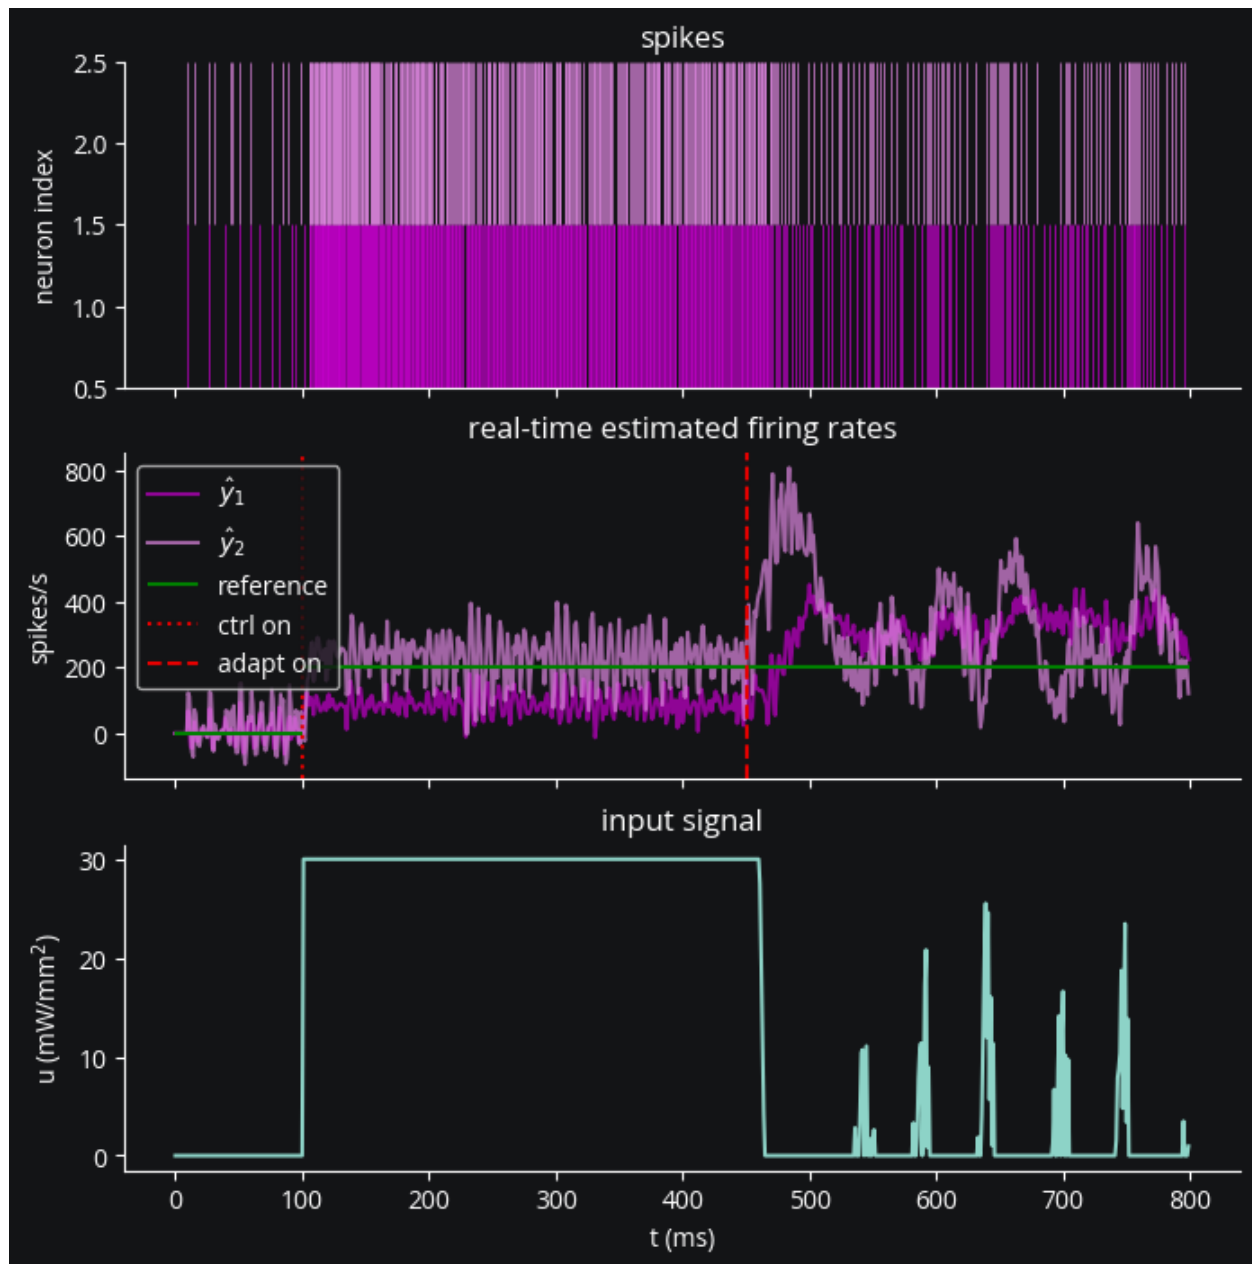 spikes
2.5
2.0
1.5
1.0
0.5
neuron index
real-time estimated firing rates
800
600
400
200
0
spikes/s
ŷ₁
ŷ₂
reference
ctrl on
adapt on
input signal
30
20
10
0
u (mW/mm²)
0 100 200 300 400 500 600 700 800
t (ms)